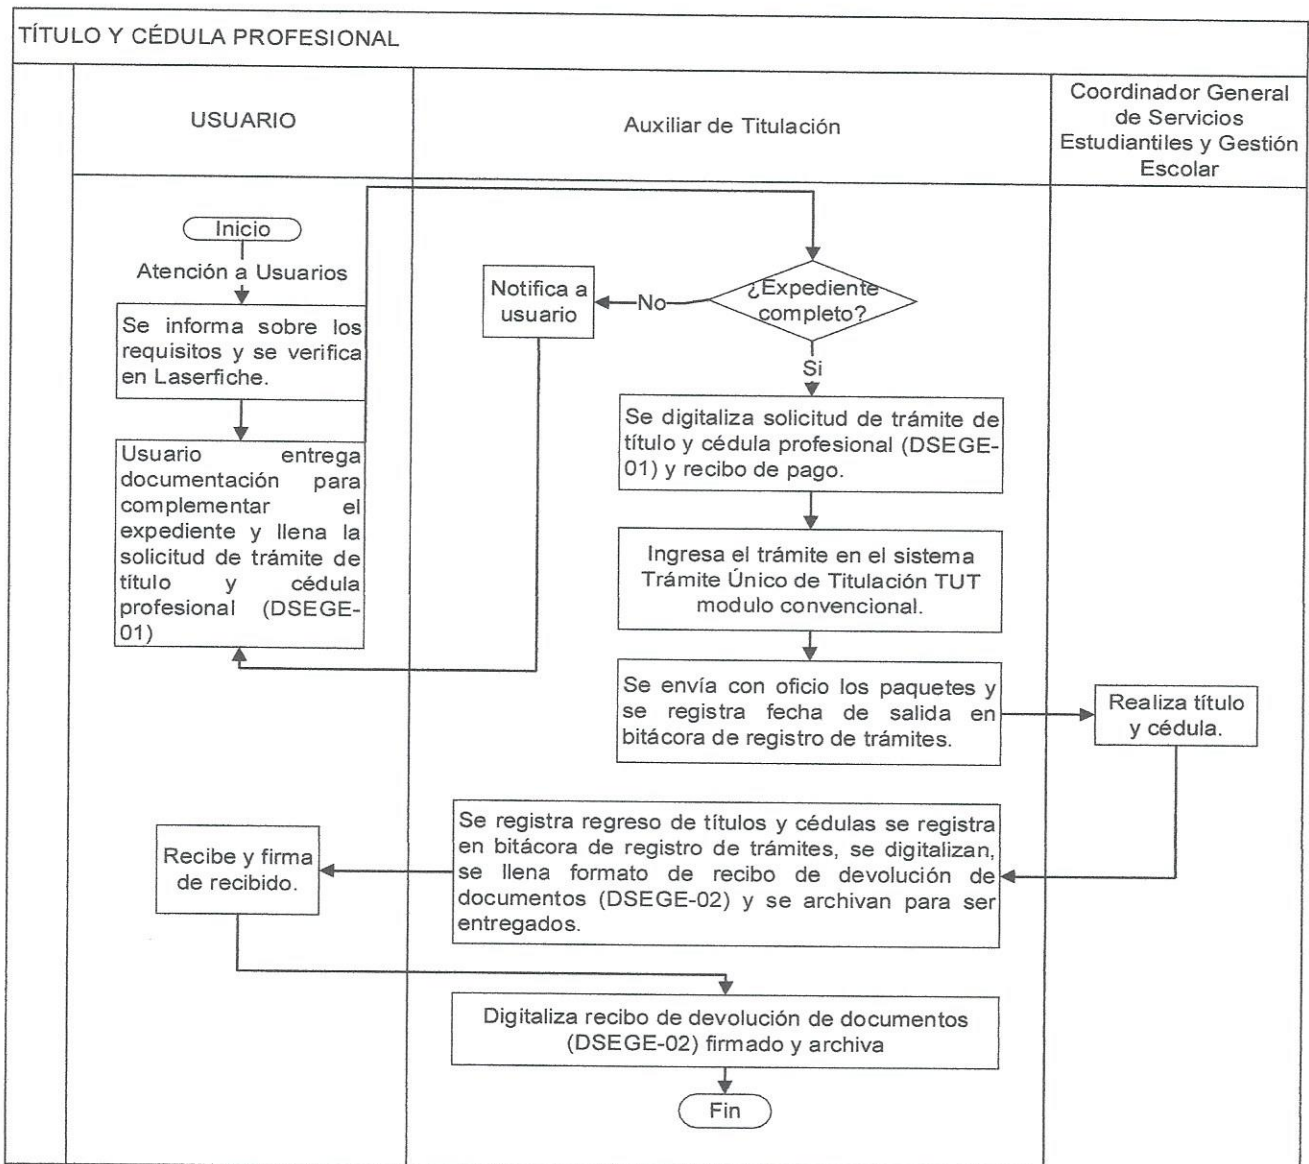 TÍTULO Y CÉDULA PROFESIONAL
USUARIO
Auxiliar de Titulación
Coordinador General
de Servicios
Estudiantiles y Gestión
Escolar
Inicio
Atención a Usuarios
Se informa sobre los
requisitos y se verifica
en Laserfiche.
Usuario entrega
documentación para
complementar el
expediente y llena la
solicitud de trámite de
título y cédula
profesional (DSEGE-
01)
¿Expediente
completo?
No
Notifica a
usuario
Si
Se digitaliza solicitud de trámite de
título y cédula profesional (DSEGE-
01) y recibo de pago.
Ingresa el trámite en el sistema
Trámite Único de Titulación TUT
modulo convencional.
Se envía con oficio los paquetes y
se registra fecha de salida en
bitácora de registro de trámites.
Realiza título
y cédula.
Se registra regreso de títulos y cédulas se registra
en bitácora de registro de trámites, se digitalizan,
se llena formato de recibo de devolución de
documentos (DSEGE-02) y se archivan para ser
entregados.
Recibe y firma
de recibido.
Digitaliza recibo de devolución de documentos
(DSEGE-02) firmado y archiva
Fin